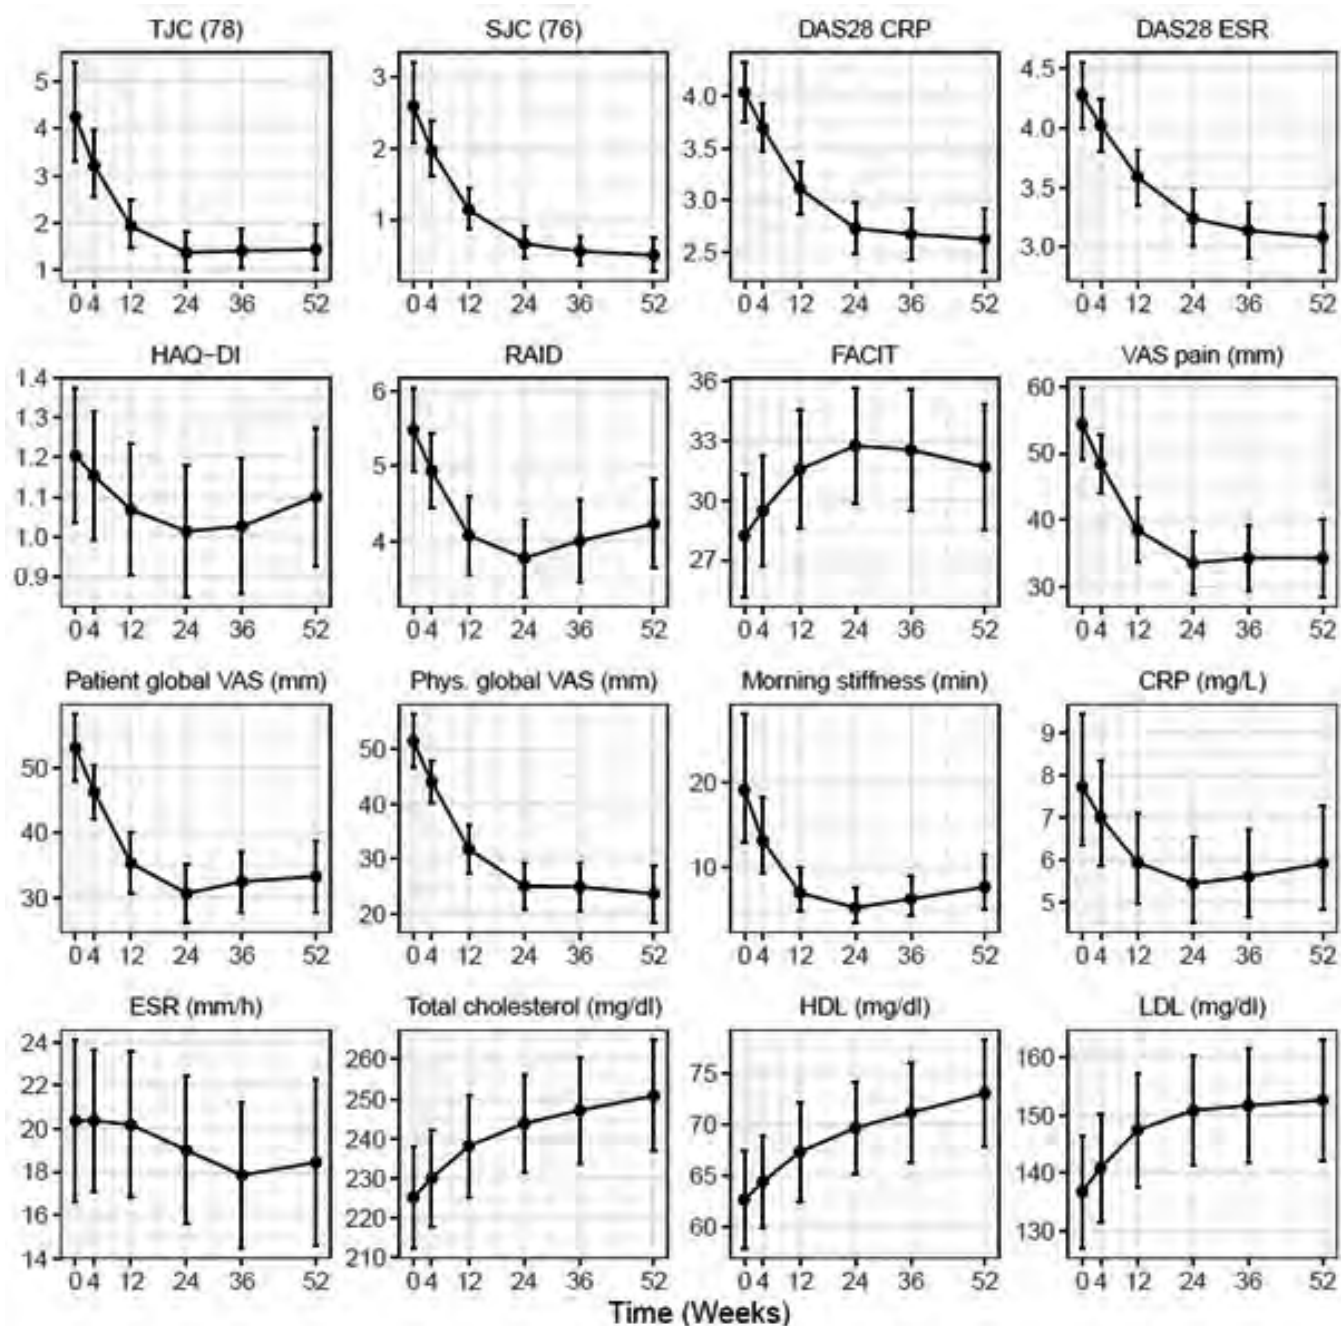 TJC (78) SJC (76) DAS28 CRP DAS28 ESR
5 3 4.0 4.5
4 2 3.5 4.0
3 1 3.0 3.5
2 2.5 3.0
1
0 4 12 24 36 52 0 4 12 24 36 52 0 4 12 24 36 52 0 4 12 24 36 52
HAQ-DI RAID FACIT VAS pain (mm)
1.4 6 36 60
1.3 5 33 50
1.2 4 30 40
1.1 27 30
1.0
0.9
0 4 12 24 36 52 0 4 12 24 36 52 0 4 12 24 36 52 0 4 12 24 36 52
Patient global VAS (mm) Phys. global VAS (mm) Morning stiffness (min) CRP (mg/L)
50 50 20 9
40 40 10 8
30 30 7
20 6
5
0 4 12 24 36 52 0 4 12 24 36 52 0 4 12 24 36 52 0 4 12 24 36 52
ESR (mm/h) Total cholesterol (mg/dl) HDL (mg/dl) LDL (mg/dl)
24 260 75 160
22 250 70 150
20 240 65 140
18 230 60 130
16 220
14 210
0 4 12 24 36 52 0 4 12 24 36 52 0 4 12 24 36 52 0 4 12 24 36 52
Time (Weeks)